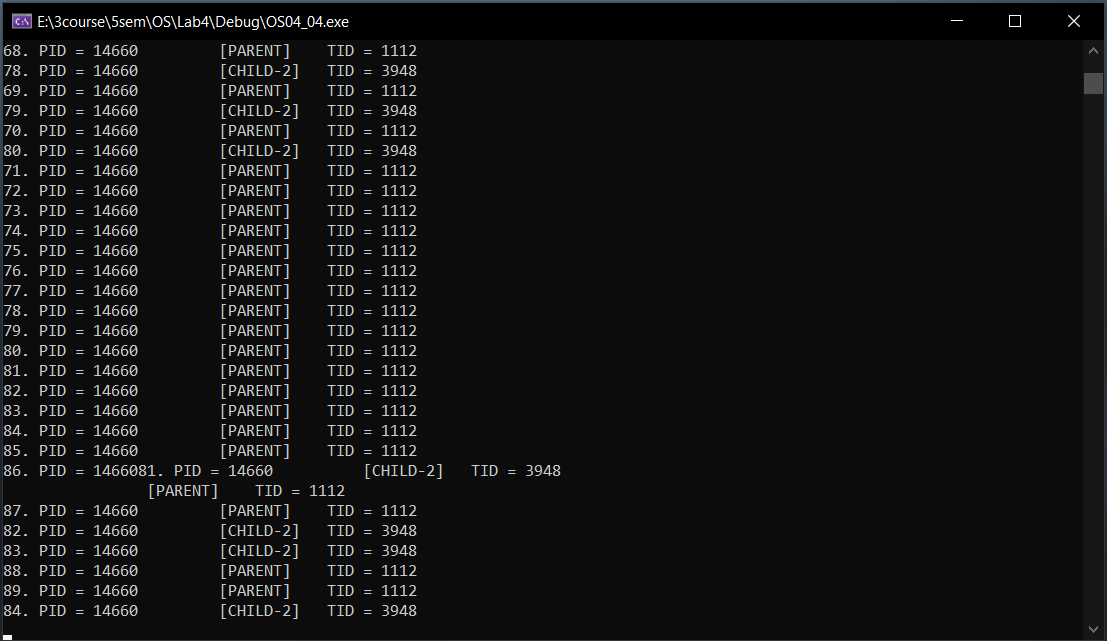 E:\3course\5sem\OS\Lab4\Debug\OS04_04.exe
68. PID = 14660         [PARENT]    TID = 1112
78. PID = 14660         [CHILD-2]   TID = 3948
69. PID = 14660         [PARENT]    TID = 1112
79. PID = 14660         [CHILD-2]   TID = 3948
70. PID = 14660         [PARENT]    TID = 1112
80. PID = 14660         [CHILD-2]   TID = 3948
71. PID = 14660         [PARENT]    TID = 1112
72. PID = 14660         [PARENT]    TID = 1112
73. PID = 14660         [PARENT]    TID = 1112
74. PID = 14660         [PARENT]    TID = 1112
75. PID = 14660         [PARENT]    TID = 1112
76. PID = 14660         [PARENT]    TID = 1112
77. PID = 14660         [PARENT]    TID = 1112
78. PID = 14660         [PARENT]    TID = 1112
79. PID = 14660         [PARENT]    TID = 1112
80. PID = 14660         [PARENT]    TID = 1112
81. PID = 14660         [PARENT]    TID = 1112
82. PID = 14660         [PARENT]    TID = 1112
83. PID = 14660         [PARENT]    TID = 1112
84. PID = 14660         [PARENT]    TID = 1112
85. PID = 14660         [PARENT]    TID = 1112
86. PID = 1466081. PID = 14660          [CHILD-2]   TID = 3948
                [PARENT]    TID = 1112
87. PID = 14660         [PARENT]    TID = 1112
82. PID = 14660         [CHILD-2]   TID = 3948
83. PID = 14660         [CHILD-2]   TID = 3948
88. PID = 14660         [PARENT]    TID = 1112
89. PID = 14660         [PARENT]    TID = 1112
84. PID = 14660         [CHILD-2]   TID = 3948